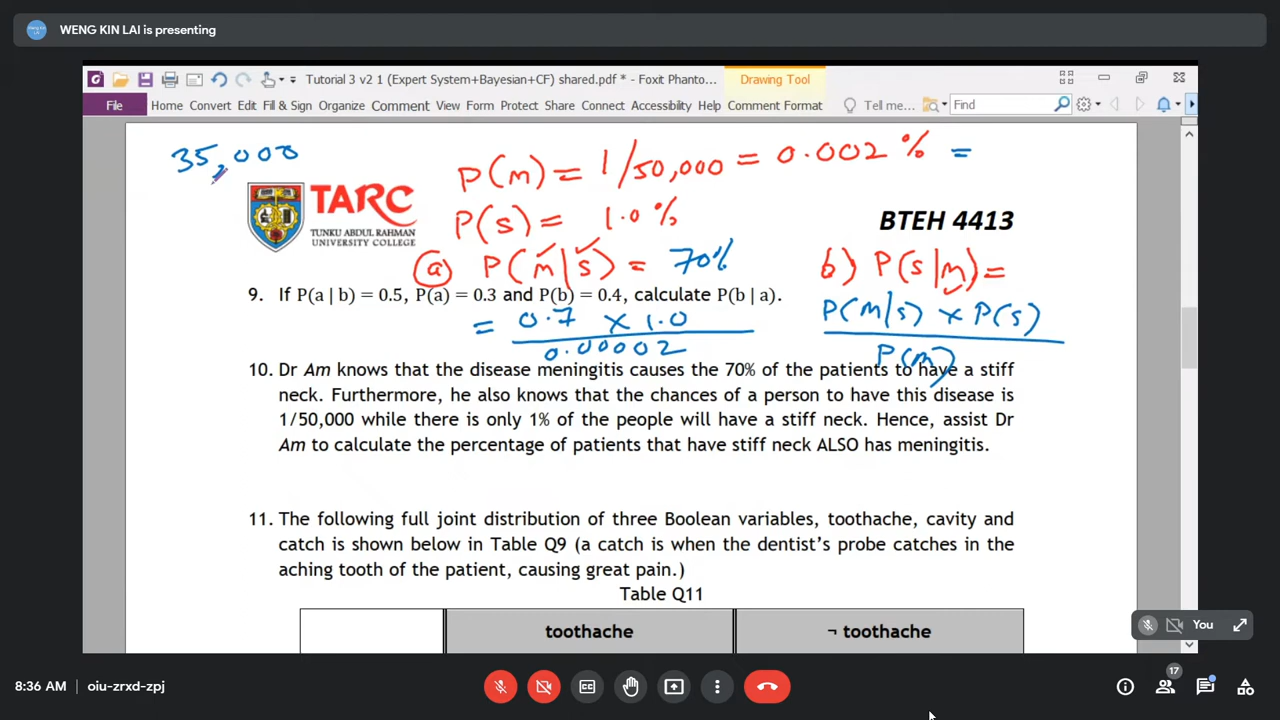 WENG KIN LAI is presenting
Tutorial 3 v2 1 (Expert System+Bayesian+CF) shared.pdf * - Foxit Phanto...
Drawing Tool
File Home Convert Edit Fill & Sign Organize Comment View Form Protect Share Connect Accessibility Help Comment Format Tell me... Find
35,000
P(m) = 1/50,000 = 0.002 % =
P(s) = 1.0 %
TARC
TUNKU ABDUL RAHMAN
UNIVERSITY COLLEGE
BTEH 4413
(a) P(m|s) = 70%
b) P(s|m) =
9. If P(a | b) = 0.5, P(a) = 0.3 and P(b) = 0.4, calculate P(b | a).
= 0.7 x 1.0
0.00002
P(m|s) x P(s)
P(m)
10. Dr Am knows that the disease meningitis causes the 70% of the patients to have a stiff
neck. Furthermore, he also knows that the chances of a person to have this disease is
1/50,000 while there is only 1% of the people will have a stiff neck. Hence, assist Dr
Am to calculate the percentage of patients that have stiff neck ALSO has meningitis.
11. The following full joint distribution of three Boolean variables, toothache, cavity and
catch is shown below in Table Q9 (a catch is when the dentist's probe catches in the
aching tooth of the patient, causing great pain.)
Table Q11
toothache ¬ toothache
You
8:36 AM oiu-zrxd-zpj
17